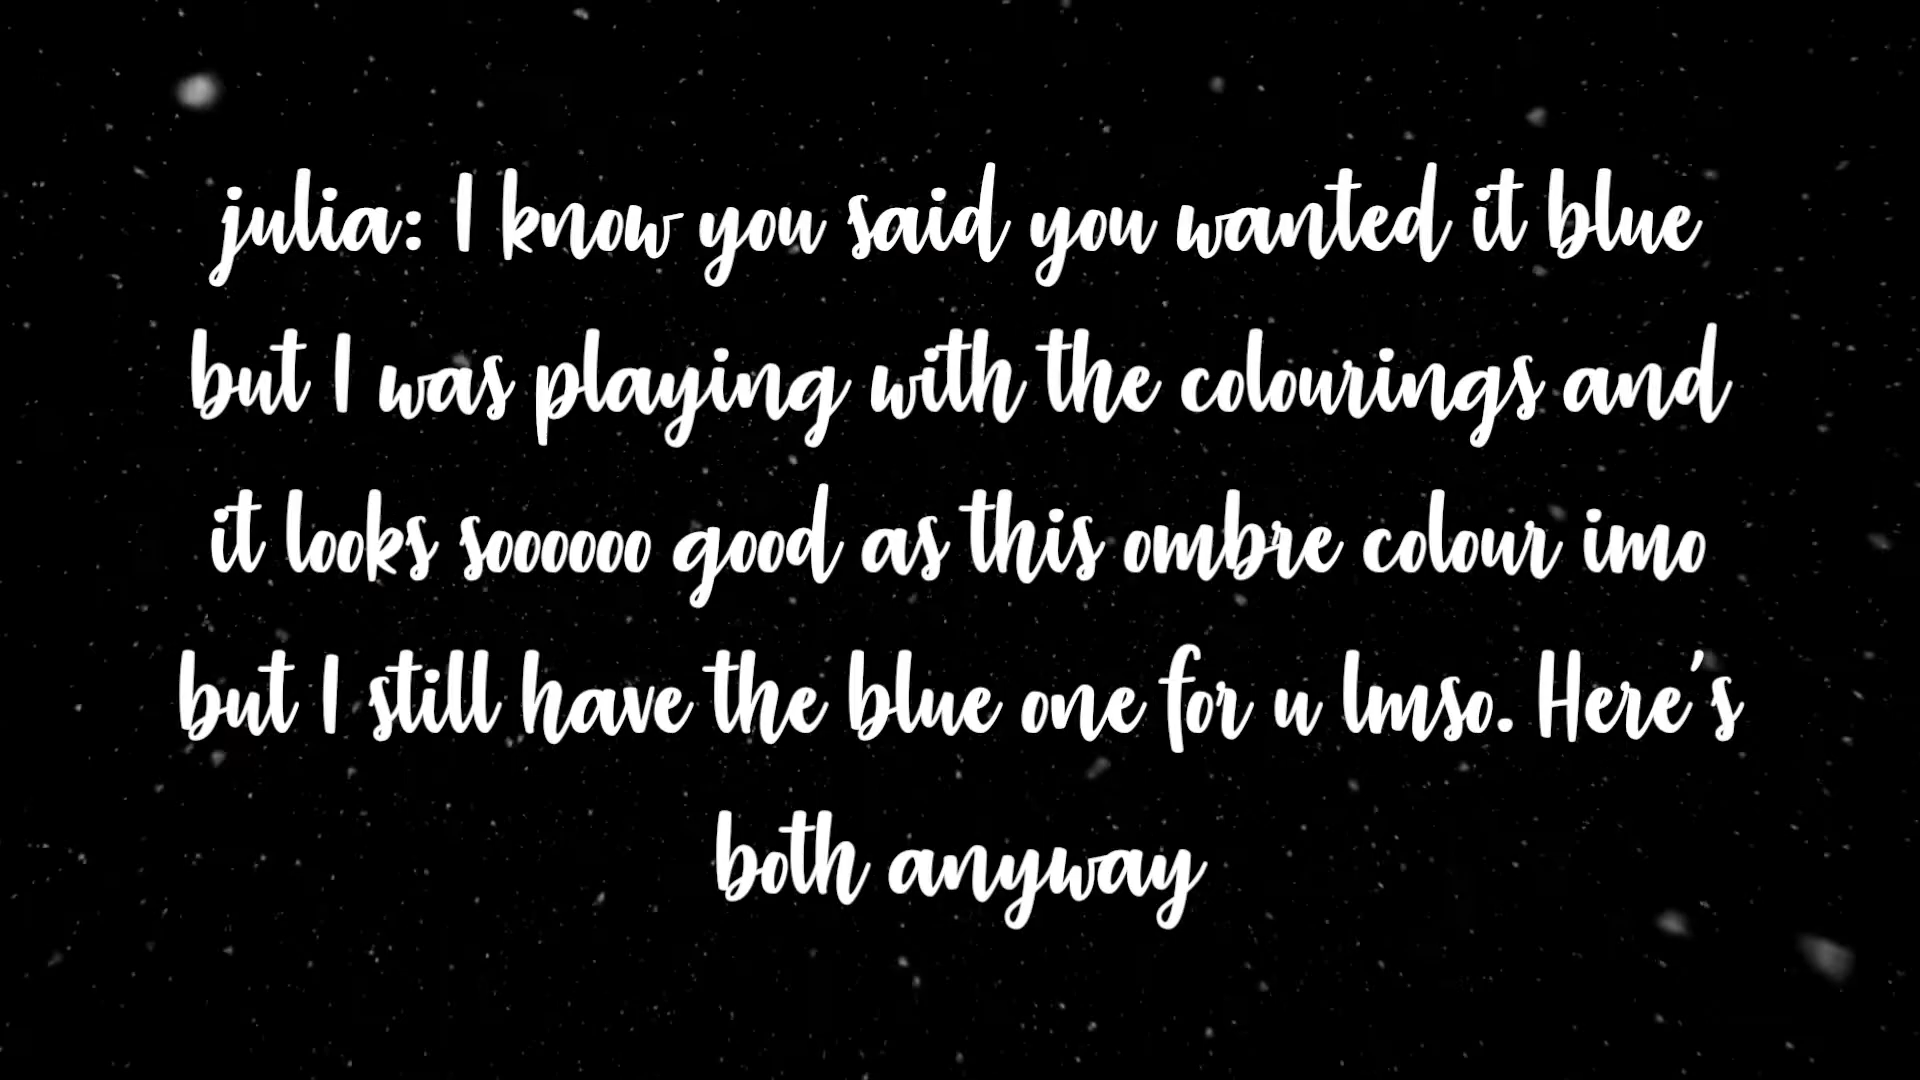 julia: I know you said you wanted it blue
but I was playing with the colourings and
it looks soooooo good as this ombre colour imo
but I still have the blue one for u lmso. Here's
both anyway